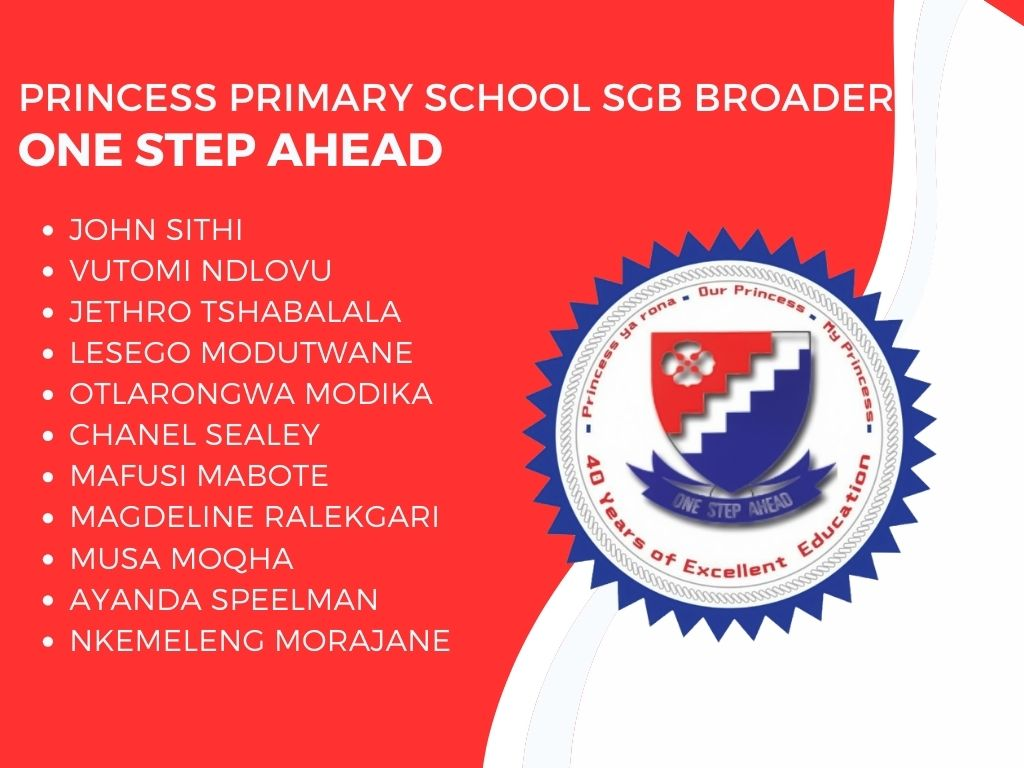 PRINCESS PRIMARY SCHOOL SGB BROADER
ONE STEP AHEAD
JOHN SITHI
VUTOMI NDLOVU
JETHRO TSHABALALA
LESEGO MODUTWANE
OTLARONGWA MODIKA
CHANEL SEALEY
MAFUSI MABOTE
MAGDELINE RALEKGARI
MUSA MOQHA
AYANDA SPEELMAN
NKEMELENG MORAJANE
Princess ya rona Our Princess My Princess
ONE STEP AHEAD
40 Years of Excellent Education